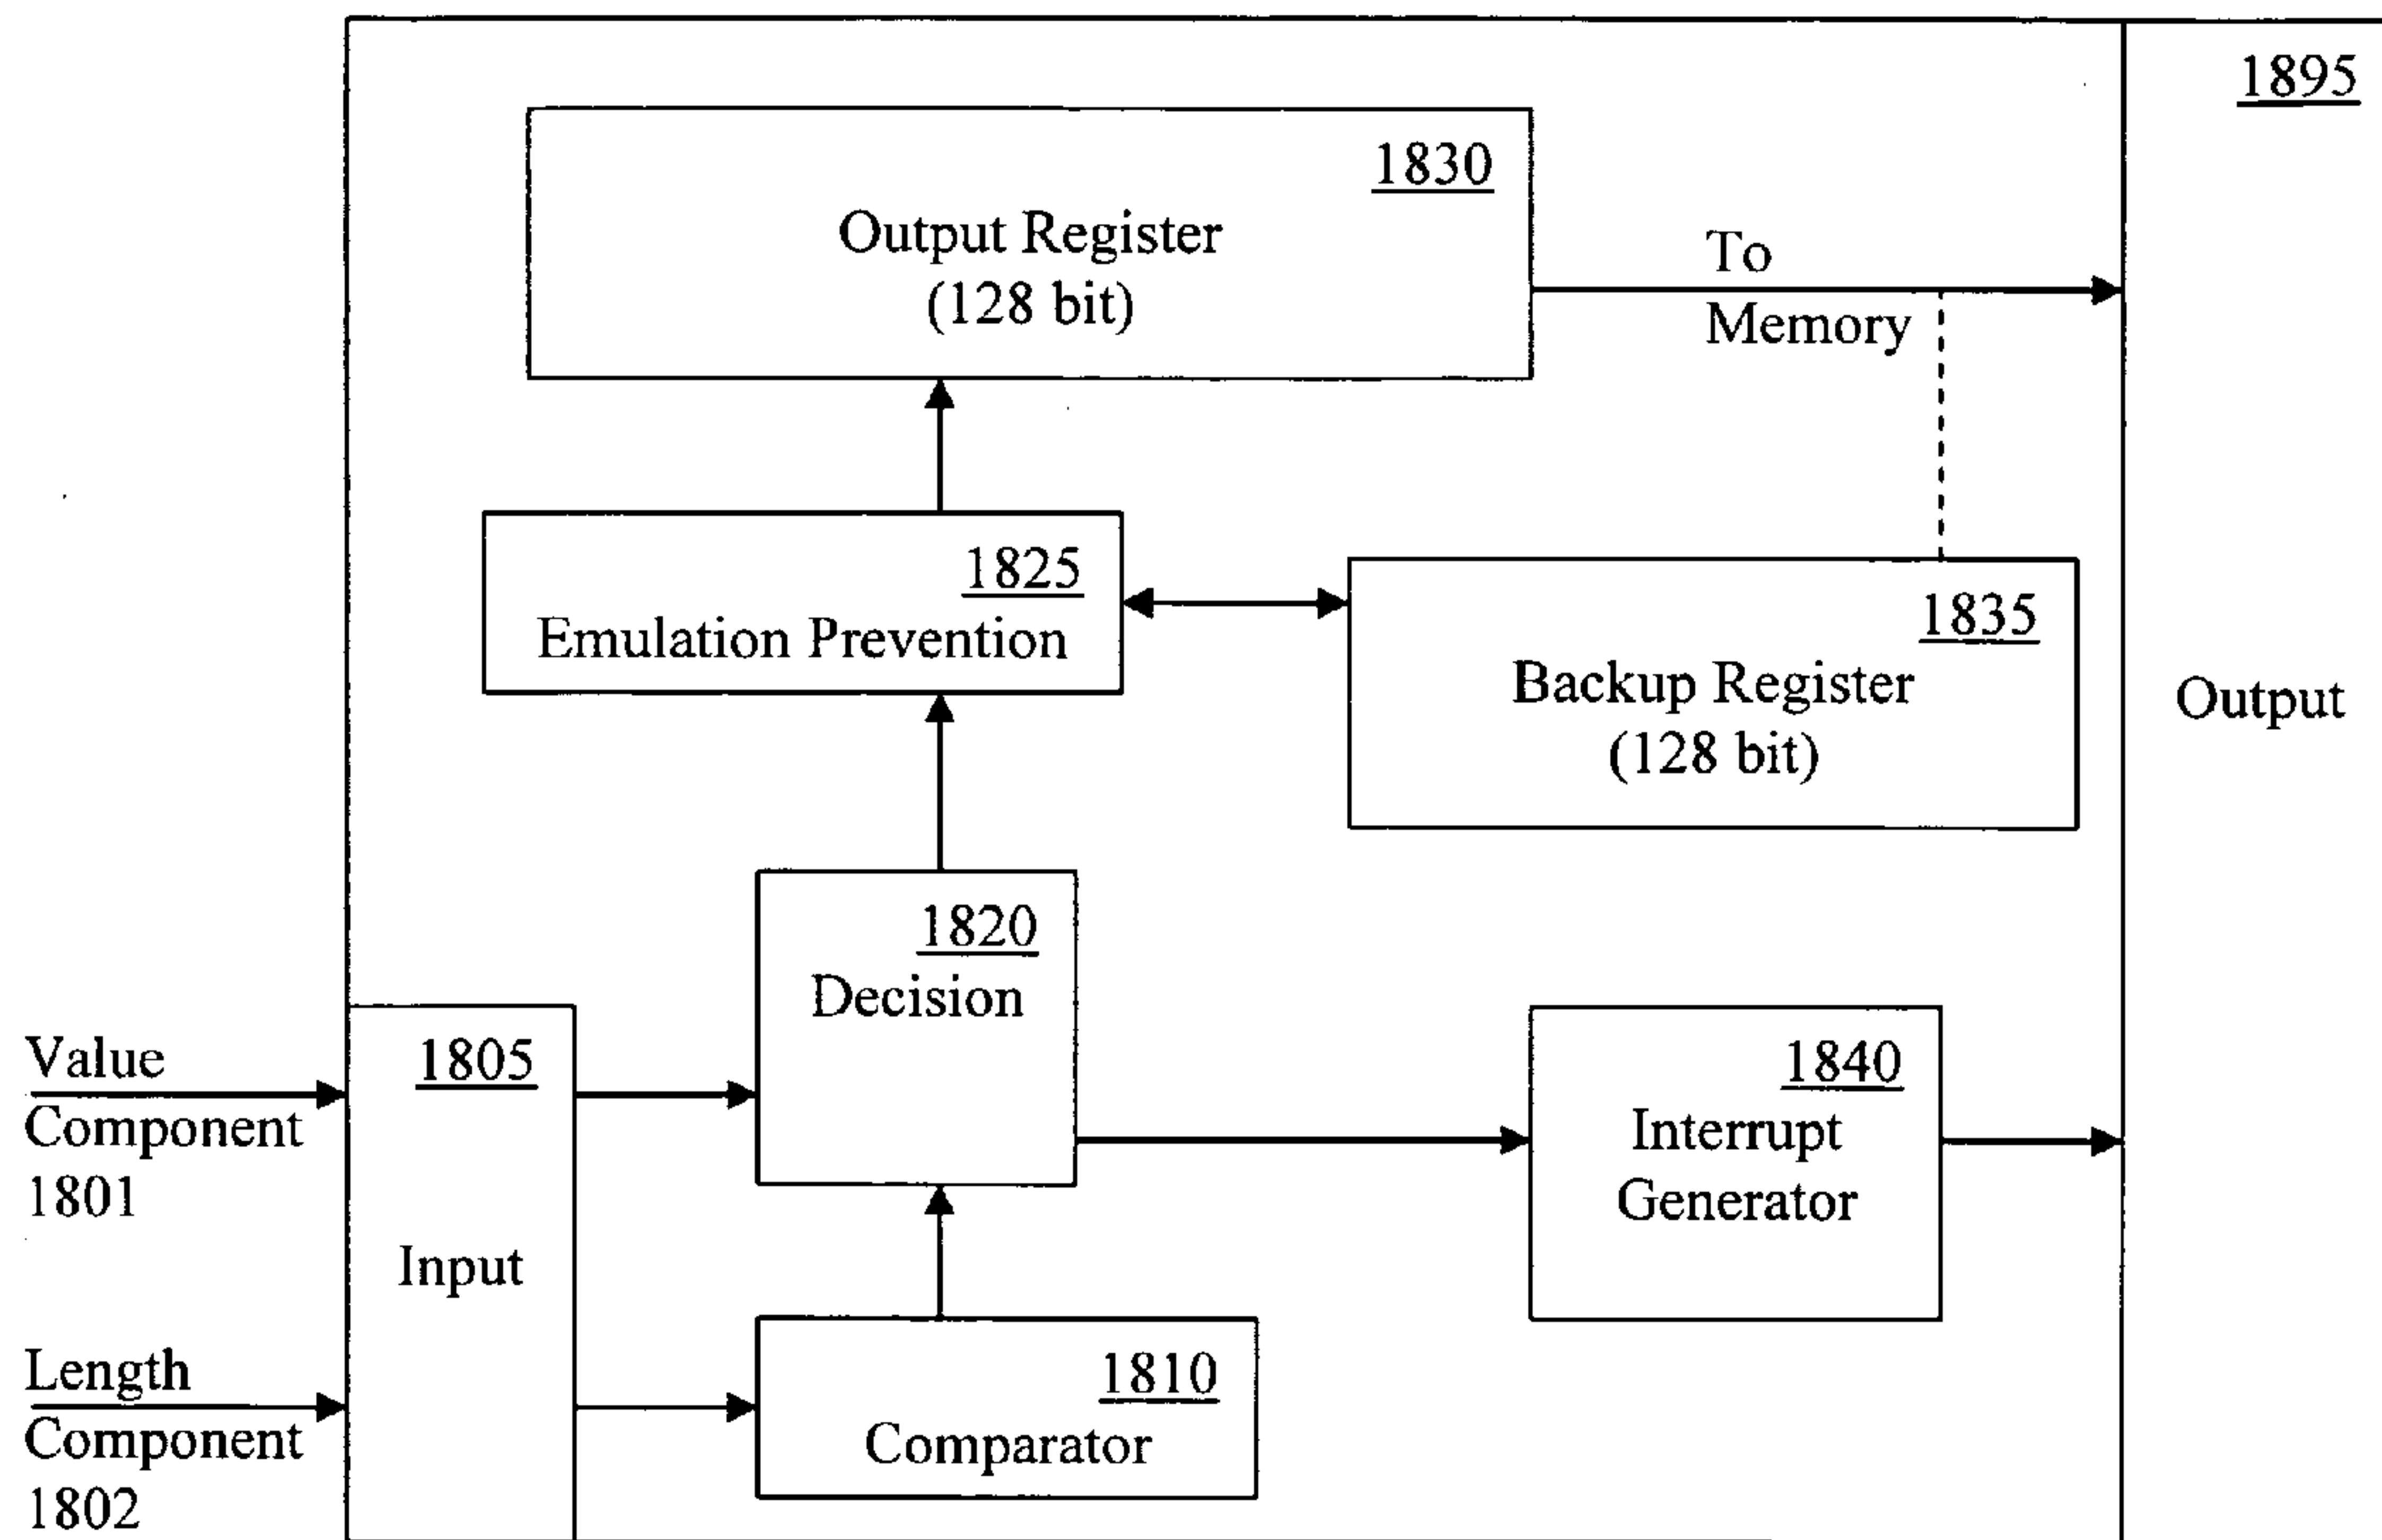 1895
1830
Output Register
(128 bit)
To
Memory
1825
Emulation Prevention
1835
Backup Register
(128 bit)
Output
1820
Decision
Value
Component
1801
1805
Input
1840
Interrupt
Generator
Length
Component
1802
1810
Comparator